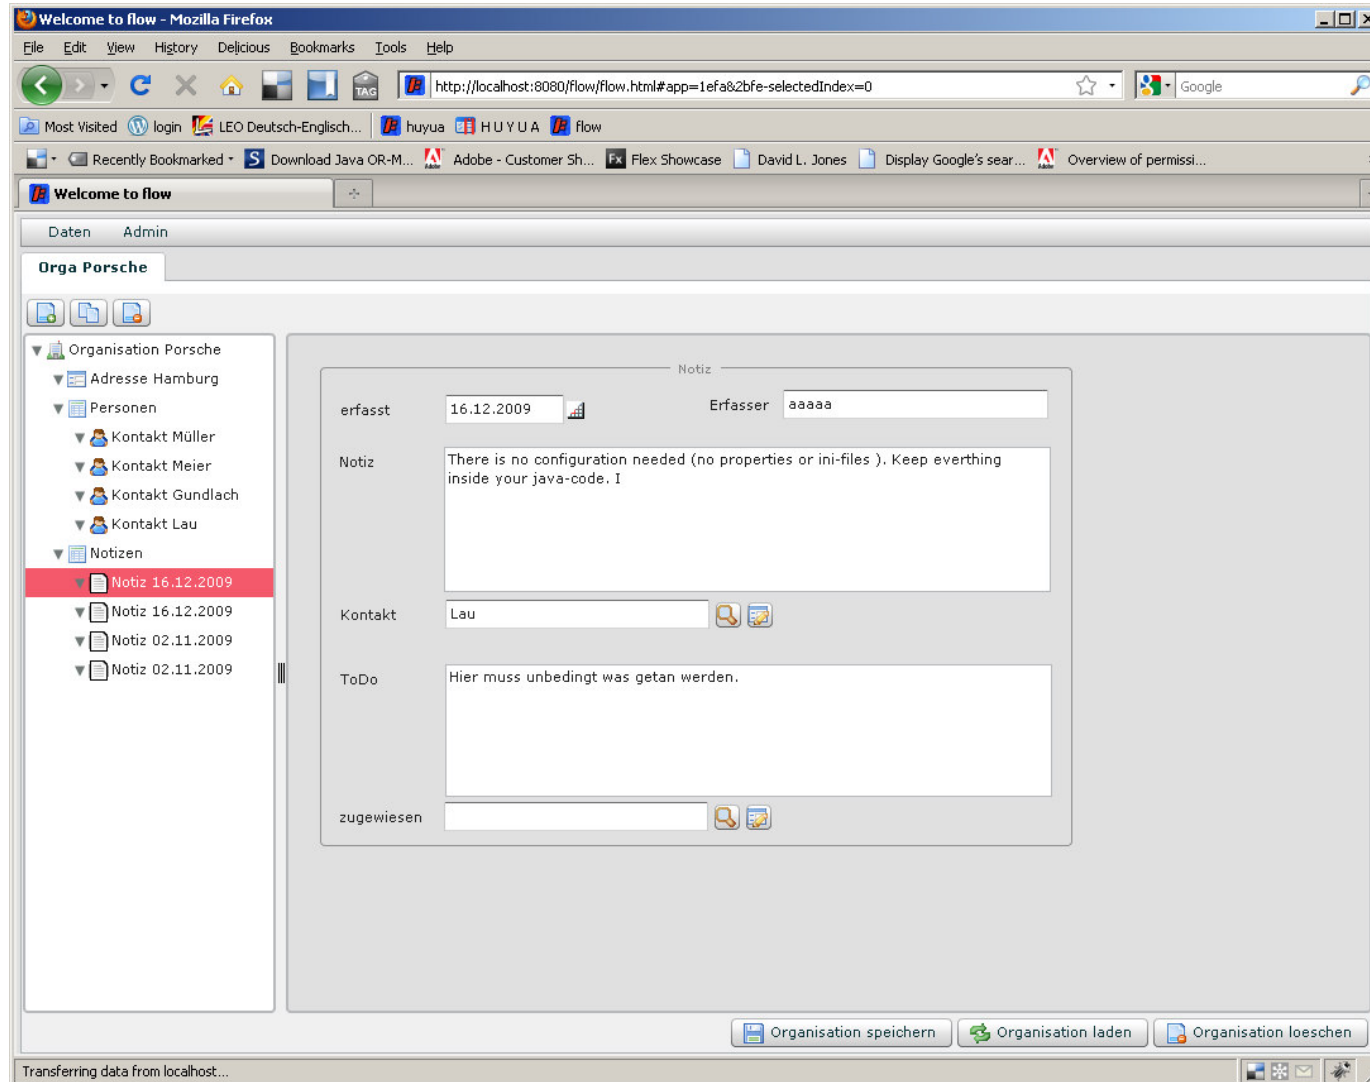 Welcome to flow - Mozilla Firefox
File Edit View History Delicious Bookmarks Tools Help
TAG http://localhost:8080/flow/flow.html#app=1efa&2bfe-selectedIndex=0 Google
Most Visited login LEO Deutsch-Englisch... huyua H U Y U A flow
Recently Bookmarked S Download Java OR-M... Adobe - Customer Sh... Fx Flex Showcase David L. Jones Display Google's sear... Overview of permissi...
Welcome to flow
Daten Admin
Orga Porsche
Organisation Porsche
Adresse Hamburg
Personen
Kontakt Müller
Kontakt Meier
Kontakt Gundlach
Kontakt Lau
Notizen
Notiz 16.12.2009
Notiz 16.12.2009
Notiz 02.11.2009
Notiz 02.11.2009
Notiz
erfasst 16.12.2009 Erfasser aaaaa
Notiz There is no configuration needed (no properties or ini-files ). Keep everthing
inside your java-code. I
Kontakt Lau
ToDo Hier muss unbedingt was getan werden.
zugewiesen
Organisation speichern Organisation laden Organisation loeschen
Transferring data from localhost...